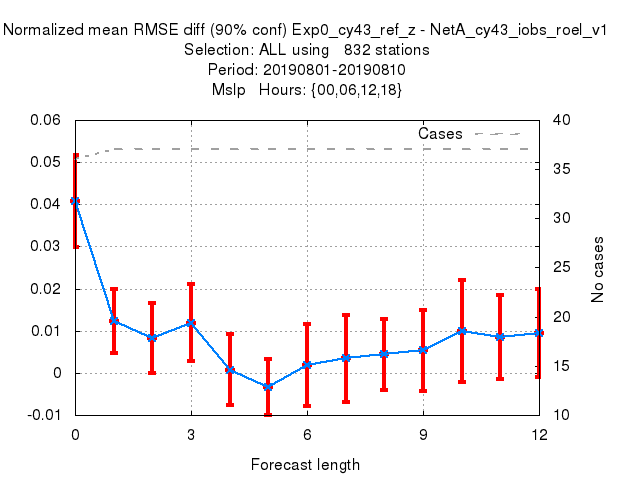 Normalized mean RMSE diff (90% conf) Exp0_cy43_ref_z - NetA_cy43_iobs_roel_v1
Selection: ALL using   832 stations
Period: 20190801-20190810
Mslp   Hours: {00,06,12,18}
Cases
0.06
0.05
0.04
0.03
0.02
0.01
0
-0.01
40
35
30
25
20
15
10
No cases
0 3 6 9 12
Forecast length